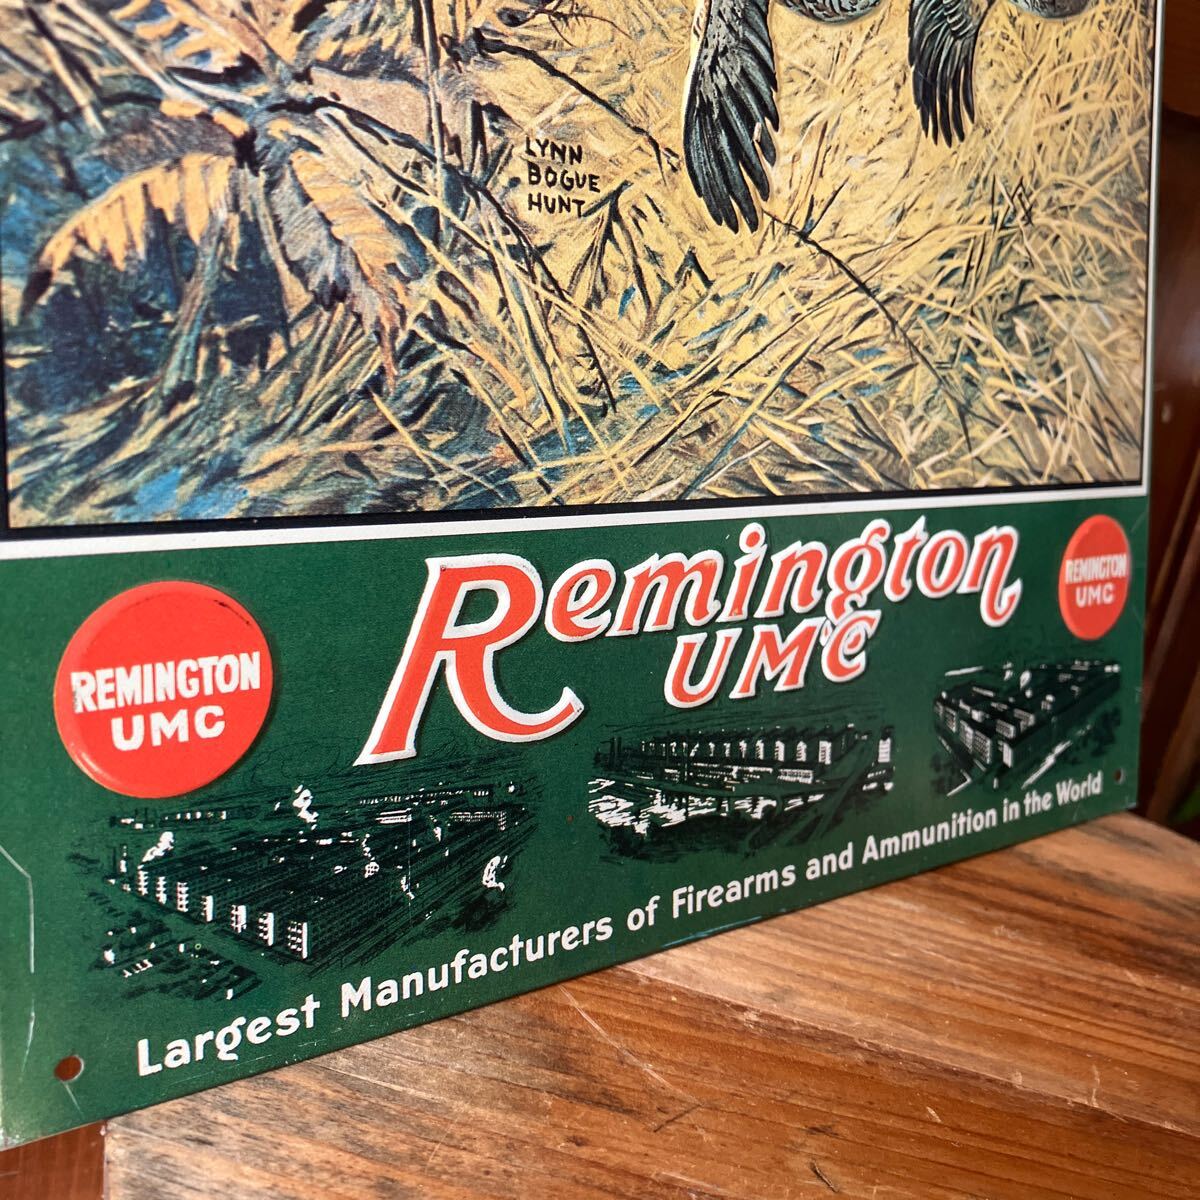 LYNN
BOGUE
HUNT
Remington
UMC
REMINGTON
UMC
REMINGTON
UMC
Largest Manufacturers of Firearms and Ammunition in the World